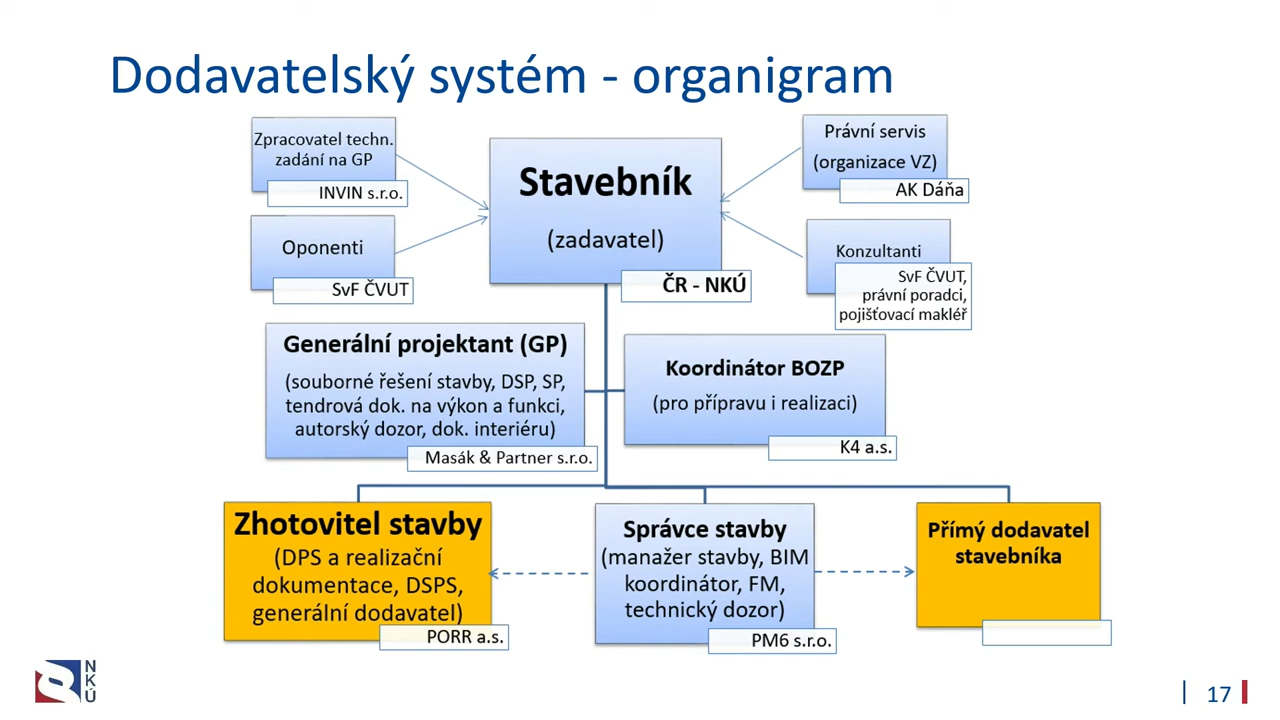 Dodavatelský systém - organigram
Zpracovatel techn.
zadání na GP
INVIN s.r.o.
Oponenti
SvF ČVUT
Stavebník
(zadavatel)
ČR - NKÚ
Právní servis
(organizace VZ)
AK Dáňa
Konzultanti
SvF ČVUT,
právní poradci,
pojišťovací makléř
Generální projektant (GP)
(souborné řešení stavby, DSP, SP,
tendrová dok. na výkon a funkci,
autorský dozor, dok. interiéru)
Masák & Partner s.r.o.
Koordinátor BOZP
(pro přípravu i realizaci)
K4 a.s.
Zhotovitel stavby
(DPS a realizační
dokumentace, DSPS,
generální dodavatel)
PORR a.s.
Správce stavby
(manažer stavby, BIM
koordinátor, FM,
technický dozor)
PM6 s.r.o.
Přímý dodavatel
stavebníka
NKÚ
17